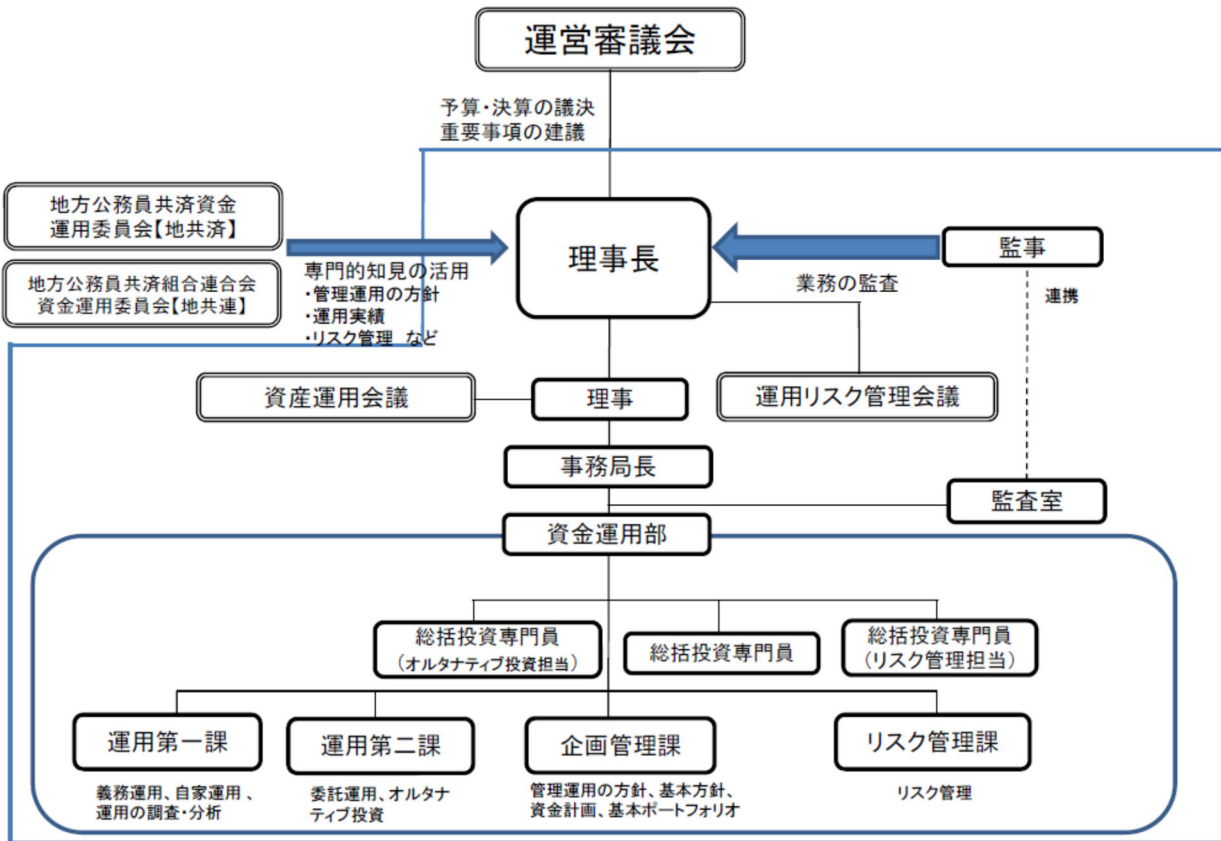 運営審議会
予算・決算の議決
重要事項の建議
地方公務員共済資金
運用委員会【地共済】
地方公務員共済組合連合会
資金運用委員会【地共連】
専門的知見の活用
・管理運用の方針
・運用実績
・リスク管理 など
理事長
監事
業務の監査
連携
資産運用会議
理事
運用リスク管理会議
事務局長
監査室
資金運用部
総括投資専門員
（オルタナティブ投資担当）
総括投資専門員
総括投資専門員
（リスク管理担当）
運用第一課
運用第二課
企画管理課
リスク管理課
義務運用、自家運用、
運用の調査・分析
委託運用、オルタナ
ティブ投資
管理運用の方針、基本方針、
資金計画、基本ポートフォリオ
リスク管理